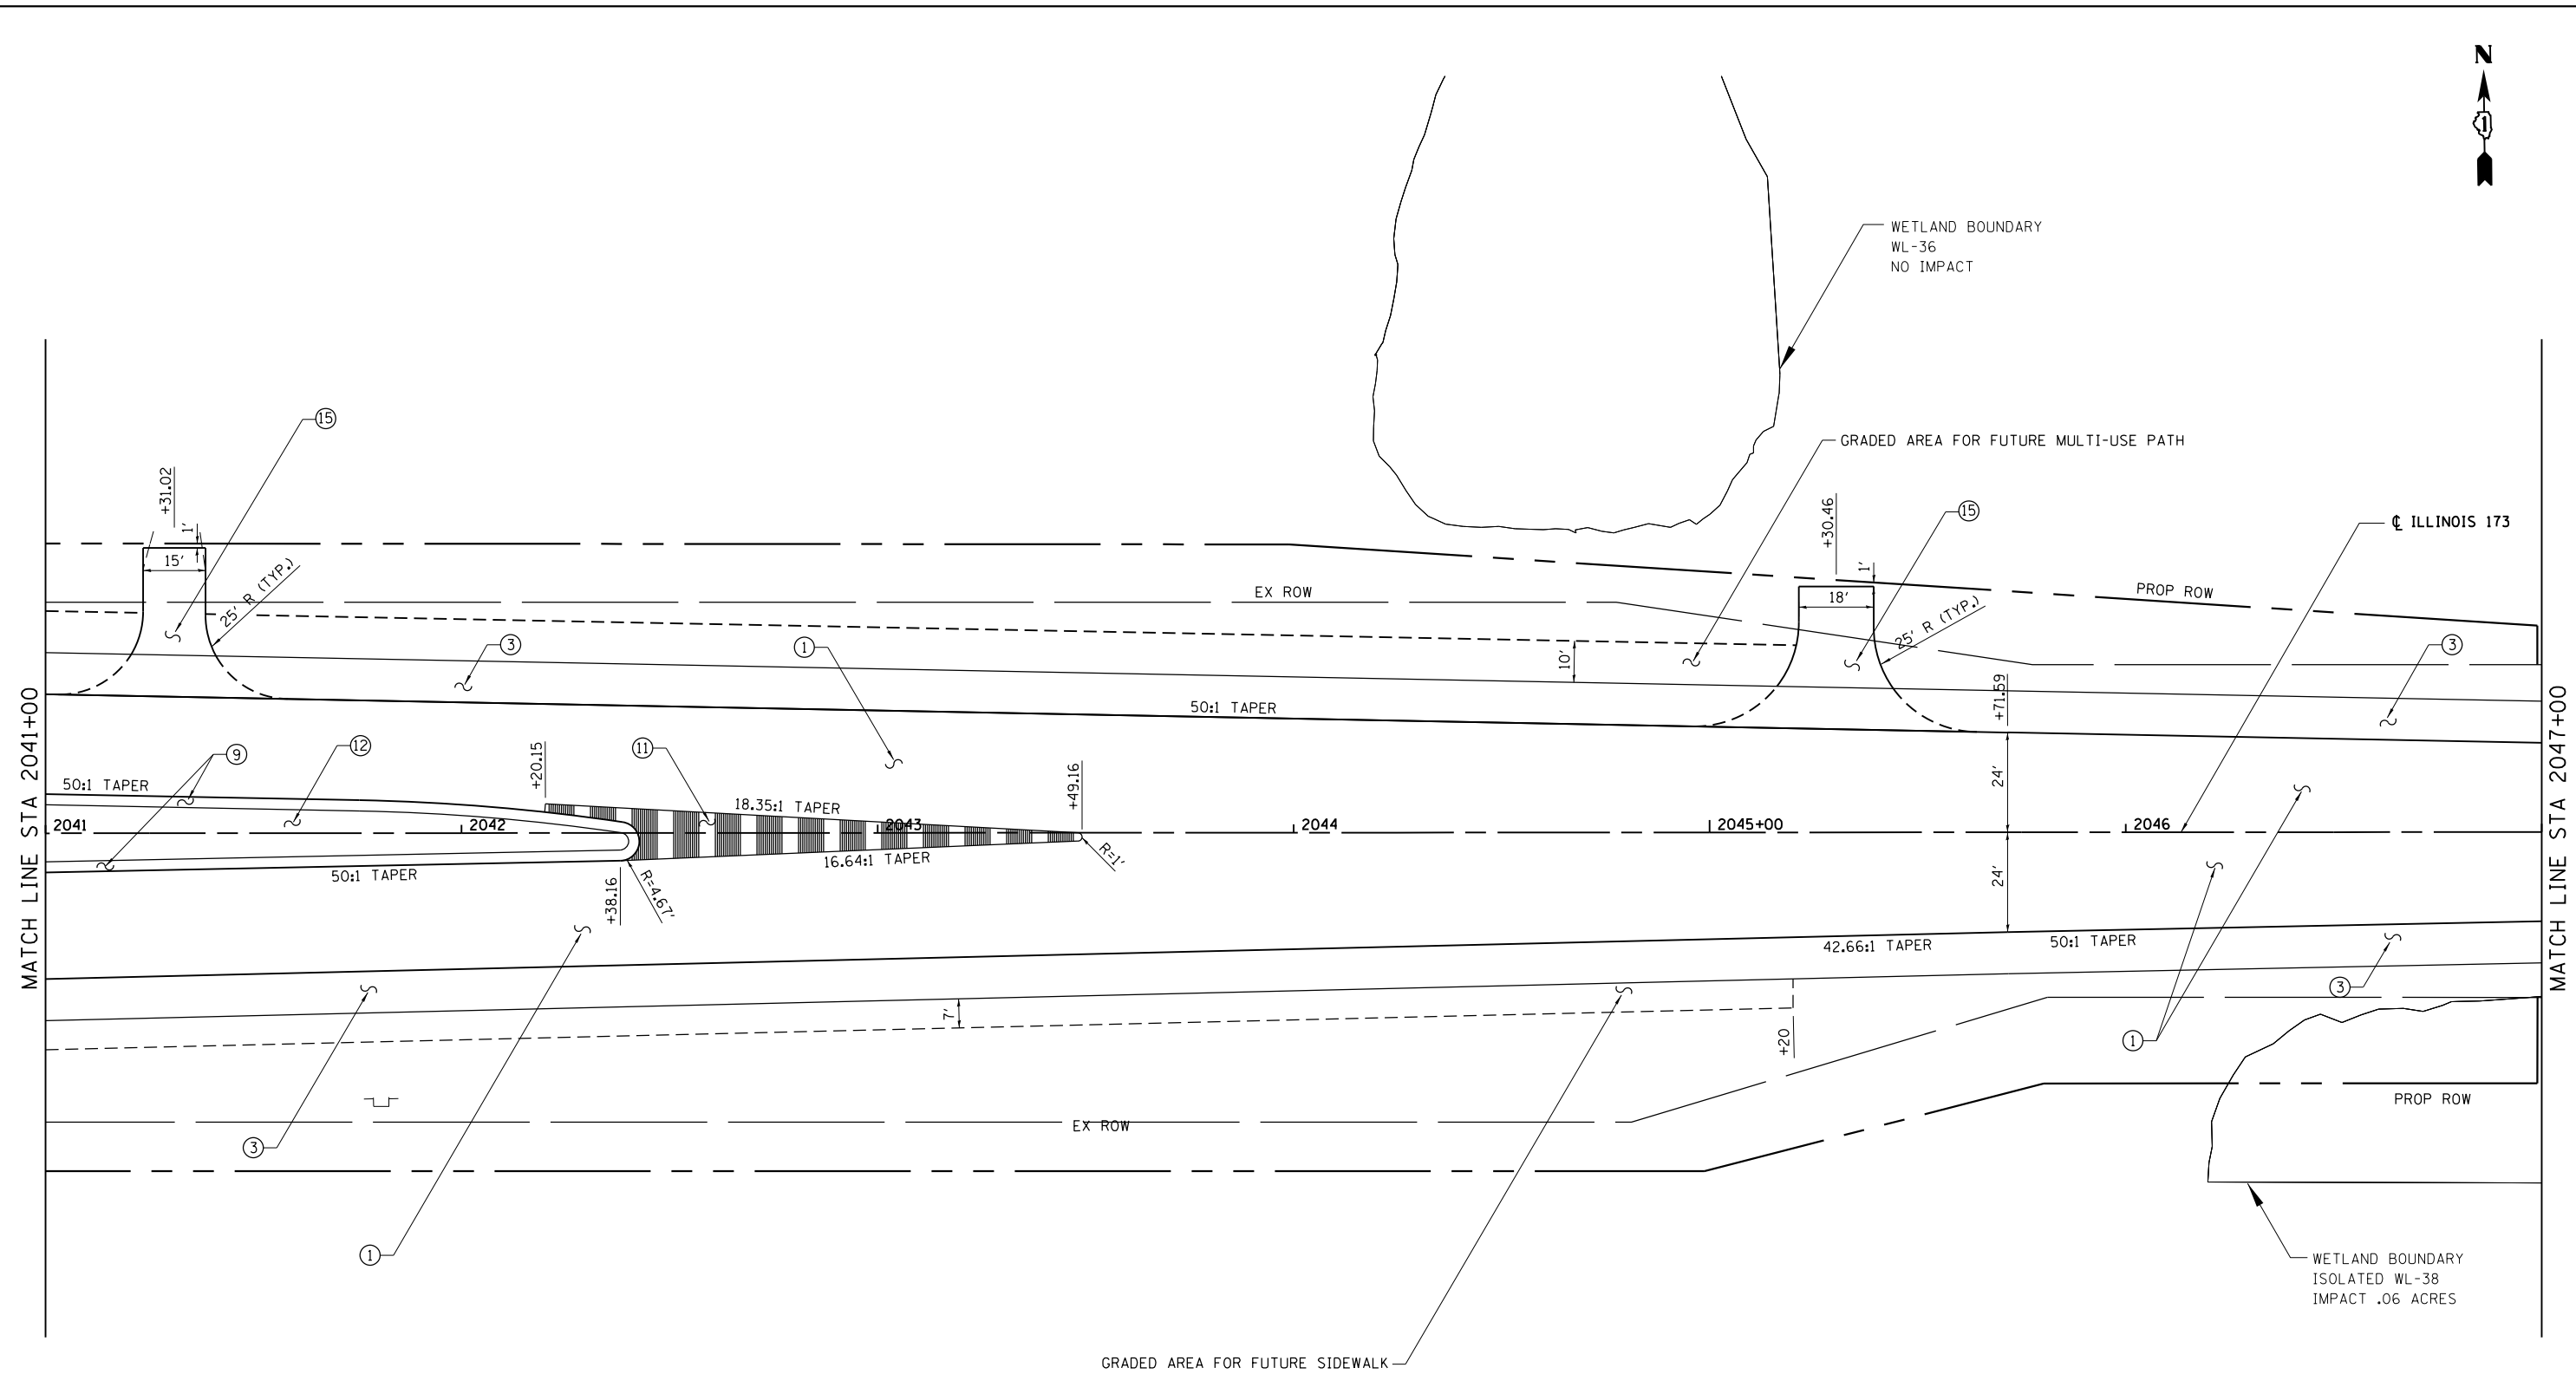 N
1
WETLAND BOUNDARY
WL-36
NO IMPACT
15
GRADED AREA FOR FUTURE MULTI-USE PATH
+31.02
1'
15'
25' R (TYP.)
+30.46
15
℄ ILLINOIS 173
1'
18'
25' R (TYP.)
EX ROW
PROP ROW
3
1
10'
3
50:1 TAPER
+71.59
MATCH LINE STA 2041+00
MATCH LINE STA 2047+00
9
12
11
50:1 TAPER
+20.15
18.35:1 TAPER
+49.16
24'
2041
2042
2043
2044
2045+00
2046
16.64:1 TAPER
R=1'
50:1 TAPER
+38.16
R=4.67'
24'
42.66:1 TAPER
50:1 TAPER
3
7'
+20
1
3
EX ROW
PROP ROW
1
WETLAND BOUNDARY
ISOLATED WL-38
IMPACT .06 ACRES
GRADED AREA FOR FUTURE SIDEWALK